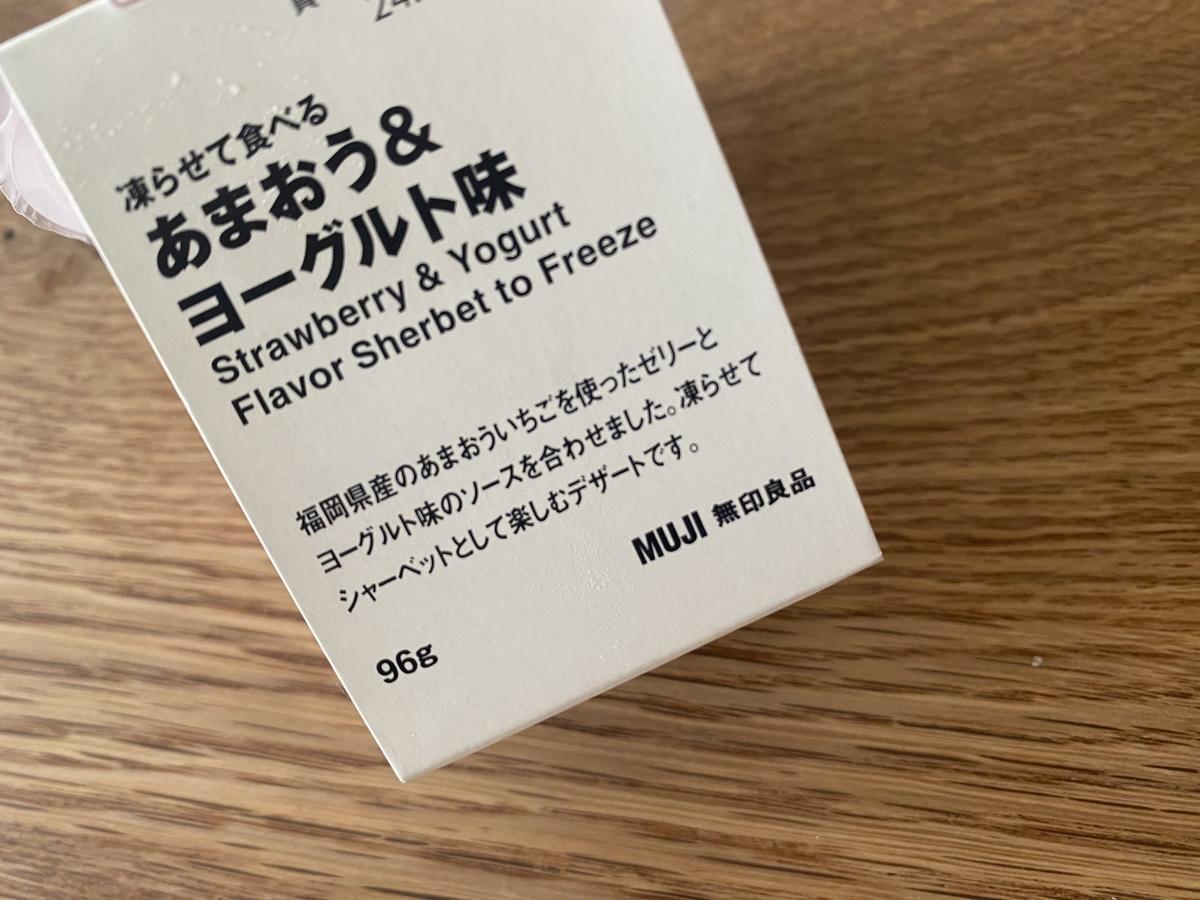 凍らせて食べる
あまおう&
ヨーグルト味
Strawberry & Yogurt
Flavor Sherbet to Freeze
福岡県産のあまおういちごを使ったゼリーと
ヨーグルト味のソースを合わせました。凍らせて
シャーベットとして楽しむデザートです。
MUJI 無印良品
96g